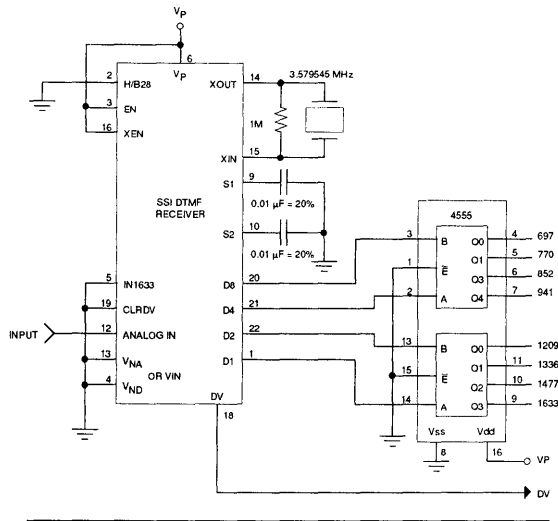 VP
6
VP
2 H/B28
3 EN
16 XEN
XOUT 14
3.579545 MHz
1M
XIN 15
S1 9
0.01 µF = 20%
S2 10
0.01 µF = 20%
SSI DTMF
RECEIVER
5 IN1633
19 CLRDV
INPUT 12 ANALOG IN
13 VNA
4 VND
OR VIN
D8 20
D4 21
D2 22
D1 1
DV
18
4555
3 B O0 4 697
O1 5 770
1 E O3 6 852
2 A O4 7 941
13 B O0 12 1209
O1 11 1336
15 E O2 10 1477
14 A O3 9 1633
Vss Vdd
8 16
VP
DV